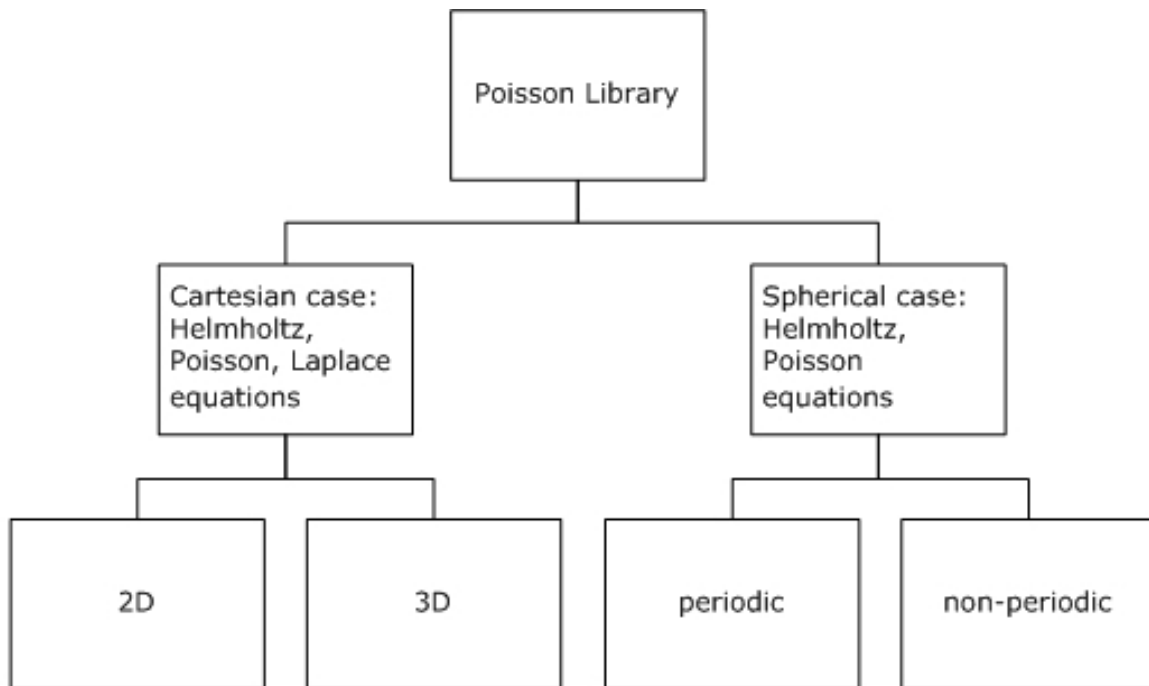 Poisson Library
Cartesian case:
Helmholtz,
Poisson, Laplace
equations
Spherical case:
Helmholtz,
Poisson
equations
2D
3D
periodic
non-periodic